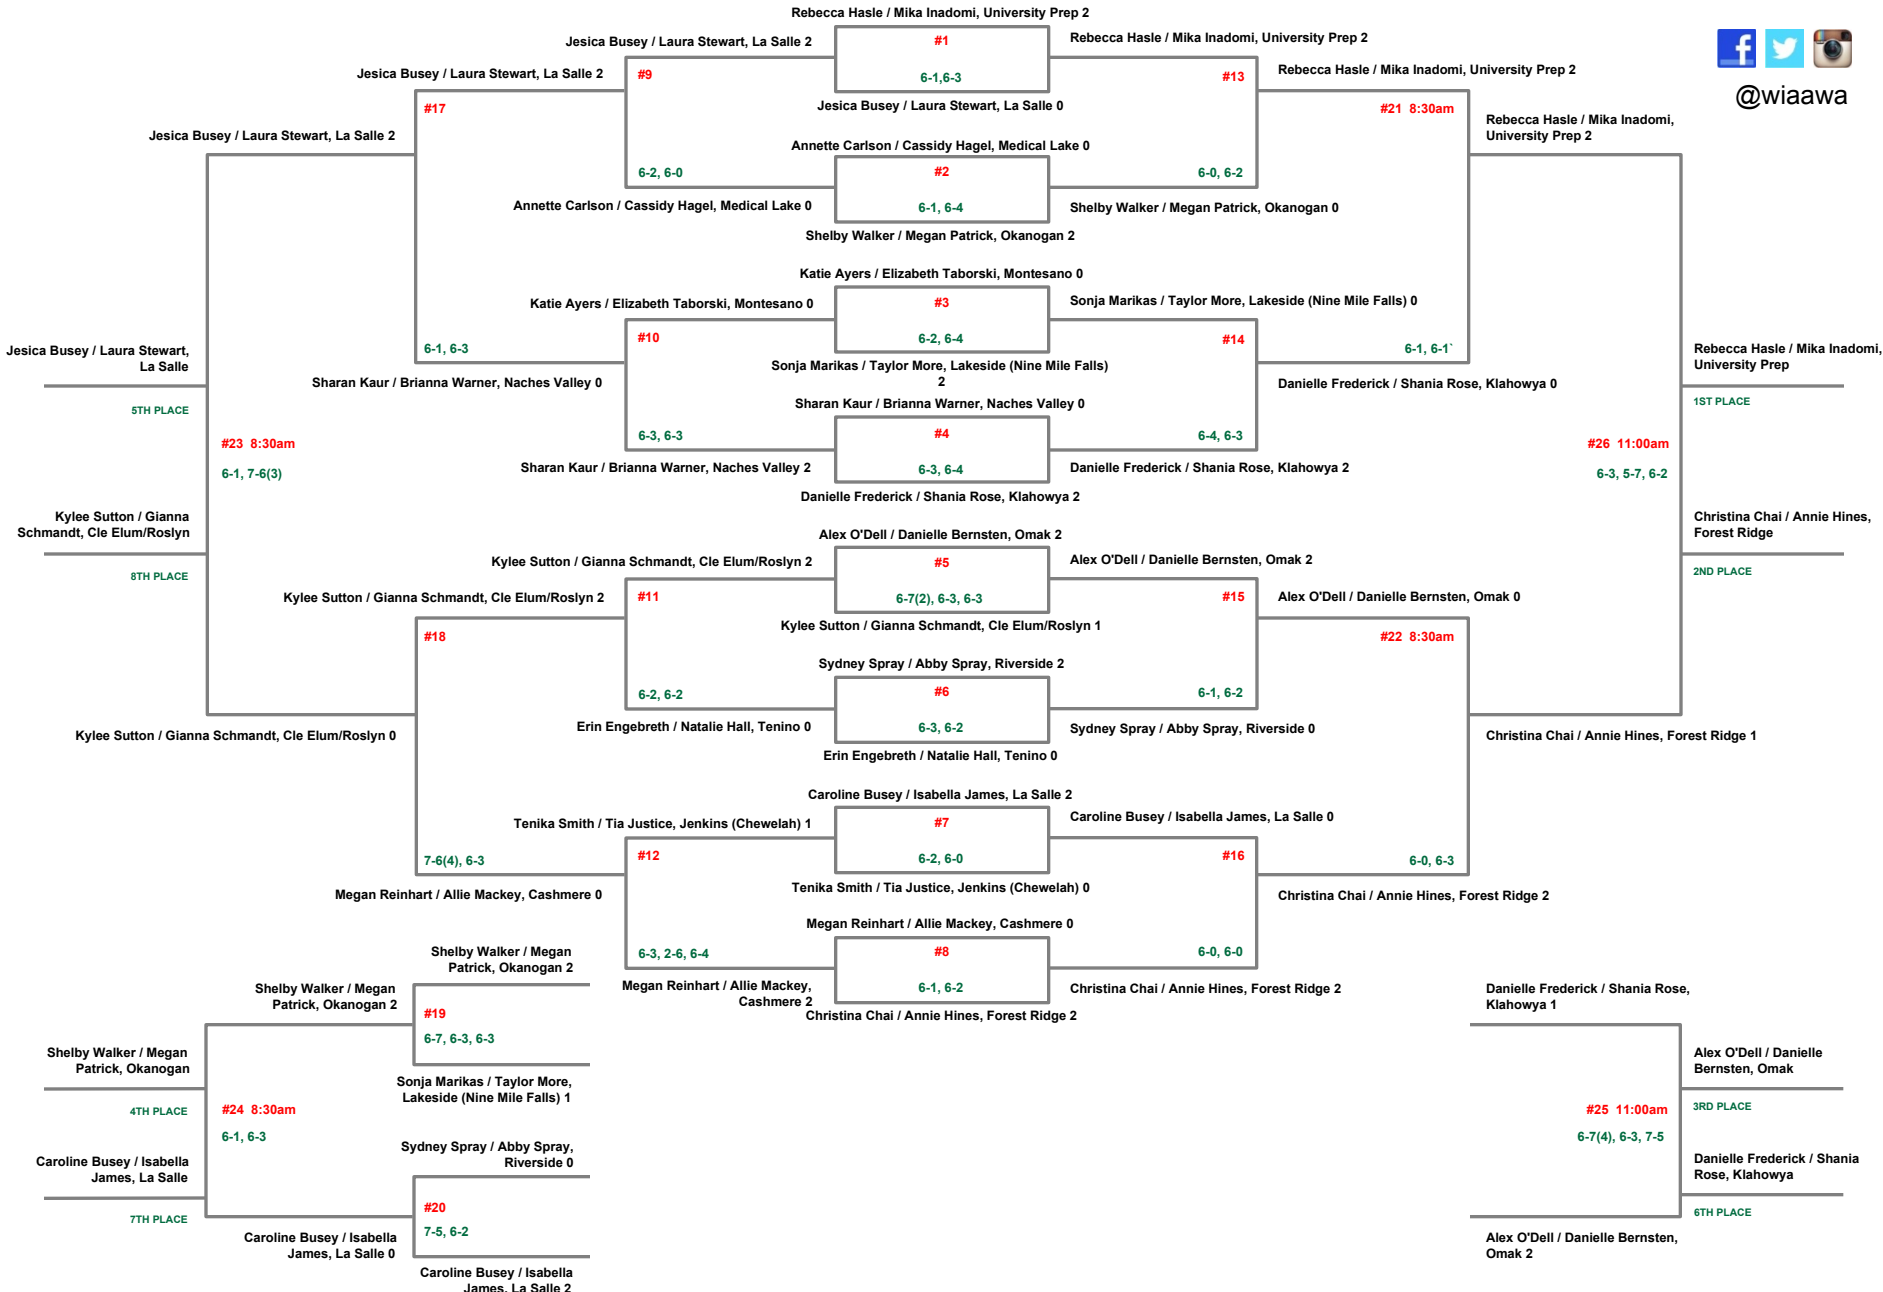 Rebecca Hasle / Mika Inadomi, University Prep 2
Jesica Busey / Laura Stewart, La Salle 2
#1
Rebecca Hasle / Mika Inadomi, University Prep 2
Jesica Busey / Laura Stewart, La Salle 2
#9
6-1,6-3
#13
Rebecca Hasle / Mika Inadomi, University Prep 2
@wiaawa
#17
Jesica Busey / Laura Stewart, La Salle 0
#21 8:30am
Jesica Busey / Laura Stewart, La Salle 2
Rebecca Hasle / Mika Inadomi,
University Prep 2
Annette Carlson / Cassidy Hagel, Medical Lake 0
6-2, 6-0
#2
6-0, 6-2
Annette Carlson / Cassidy Hagel, Medical Lake 0
6-1, 6-4
Shelby Walker / Megan Patrick, Okanogan 0
Shelby Walker / Megan Patrick, Okanogan 2
Katie Ayers / Elizabeth Taborski, Montesano 0
Katie Ayers / Elizabeth Taborski, Montesano 0
#3
Sonja Marikas / Taylor More, Lakeside (Nine Mile Falls) 0
#10
6-2, 6-4
#14
Jesica Busey / Laura Stewart,
La Salle
6-1, 6-3
6-1, 6-1`
Rebecca Hasle / Mika Inadomi,
University Prep
Sonja Marikas / Taylor More, Lakeside (Nine Mile Falls)
2
Sharan Kaur / Brianna Warner, Naches Valley 0
Danielle Frederick / Shania Rose, Klahowya 0
5TH PLACE
Sharan Kaur / Brianna Warner, Naches Valley 0
1ST PLACE
#23 8:30am
6-3, 6-3
#4
6-4, 6-3
#26 11:00am
6-1, 7-6(3)
Sharan Kaur / Brianna Warner, Naches Valley 2
6-3, 6-4
Danielle Frederick / Shania Rose, Klahowya 2
6-3, 5-7, 6-2
Danielle Frederick / Shania Rose, Klahowya 2
Kylee Sutton / Gianna
Schmandt, Cle Elum/Roslyn
Christina Chai / Annie Hines,
Forest Ridge
Alex O'Dell / Danielle Bernsten, Omak 2
Kylee Sutton / Gianna Schmandt, Cle Elum/Roslyn 2
#5
Alex O'Dell / Danielle Bernsten, Omak 2
8TH PLACE
2ND PLACE
Kylee Sutton / Gianna Schmandt, Cle Elum/Roslyn 2
#11
6-7(2), 6-3, 6-3
#15
Alex O'Dell / Danielle Bernsten, Omak 0
#18
Kylee Sutton / Gianna Schmandt, Cle Elum/Roslyn 1
#22 8:30am
Sydney Spray / Abby Spray, Riverside 2
6-2, 6-2
#6
6-1, 6-2
Erin Engebreth / Natalie Hall, Tenino 0
6-3, 6-2
Sydney Spray / Abby Spray, Riverside 0
Kylee Sutton / Gianna Schmandt, Cle Elum/Roslyn 0
Christina Chai / Annie Hines, Forest Ridge 1
Erin Engebreth / Natalie Hall, Tenino 0
Caroline Busey / Isabella James, La Salle 2
Tenika Smith / Tia Justice, Jenkins (Chewelah) 1
#7
Caroline Busey / Isabella James, La Salle 0
7-6(4), 6-3
#12
6-2, 6-0
#16
6-0, 6-3
Tenika Smith / Tia Justice, Jenkins (Chewelah) 0
Megan Reinhart / Allie Mackey, Cashmere 0
Christina Chai / Annie Hines, Forest Ridge 2
Megan Reinhart / Allie Mackey, Cashmere 0
Shelby Walker / Megan
Patrick, Okanogan 2
6-3, 2-6, 6-4
#8
6-0, 6-0
Shelby Walker / Megan
Patrick, Okanogan 2
Megan Reinhart / Allie Mackey,
Cashmere 2
6-1, 6-2
Christina Chai / Annie Hines, Forest Ridge 2
Danielle Frederick / Shania Rose,
Klahowya 1
#19
Christina Chai / Annie Hines, Forest Ridge 2
6-7, 6-3, 6-3
Shelby Walker / Megan
Patrick, Okanogan
Alex O'Dell / Danielle
Bernsten, Omak
Sonja Marikas / Taylor More,
Lakeside (Nine Mile Falls) 1
4TH PLACE
#24 8:30am
#25 11:00am
3RD PLACE
6-1, 6-3
6-7(4), 6-3, 7-5
Sydney Spray / Abby Spray,
Riverside 0
Caroline Busey / Isabella
James, La Salle
Danielle Frederick / Shania
Rose, Klahowya
#20
7TH PLACE
6TH PLACE
7-5, 6-2
Caroline Busey / Isabella
James, La Salle 0
Alex O'Dell / Danielle Bernsten,
Omak 2
Caroline Busey / Isabella
James, La Salle 2